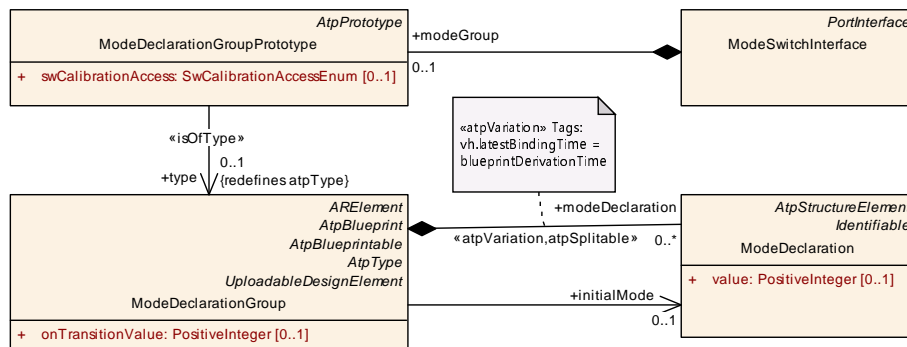 AtpPrototype
ModeDeclarationGroupPrototype
+ swCalibrationAccess: SwCalibrationAccessEnum [0..1]
+modeGroup
0..1
PortInterface
ModeSwitchInterface
«isOfType»
0..1
+type
{redefines atpType}
«atpVariation» Tags:
vh.latestBindingTime =
blueprintDerivationTime
ARElement
AtpBlueprint
AtpBlueprintable
AtpType
UploadableDesignElement
ModeDeclarationGroup
+ onTransitionValue: PositiveInteger [0..1]
+modeDeclaration
«atpVariation,atpSplitable»
0..*
+initialMode
0..1
AtpStructureElement
Identifiable
ModeDeclaration
+ value: PositiveInteger [0..1]